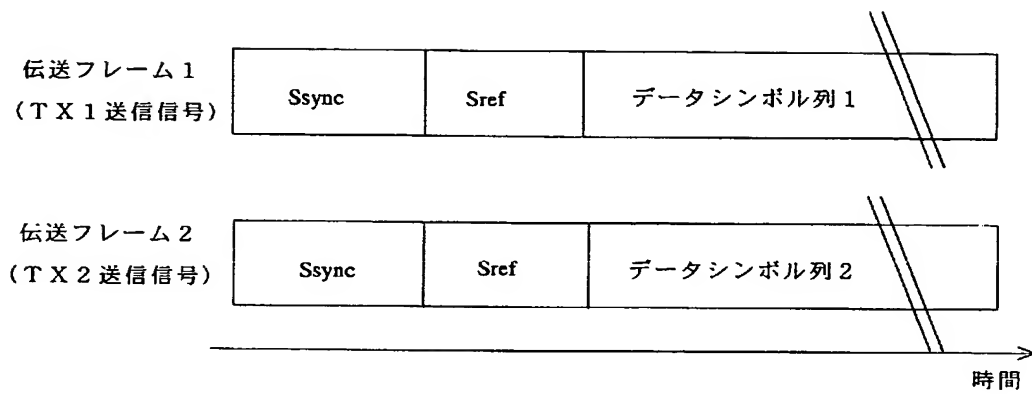 伝送フレーム1
(TX1送信信号)
Ssync
Sref
データシンボル列1
伝送フレーム2
(TX2送信信号)
Ssync
Sref
データシンボル列2
時間